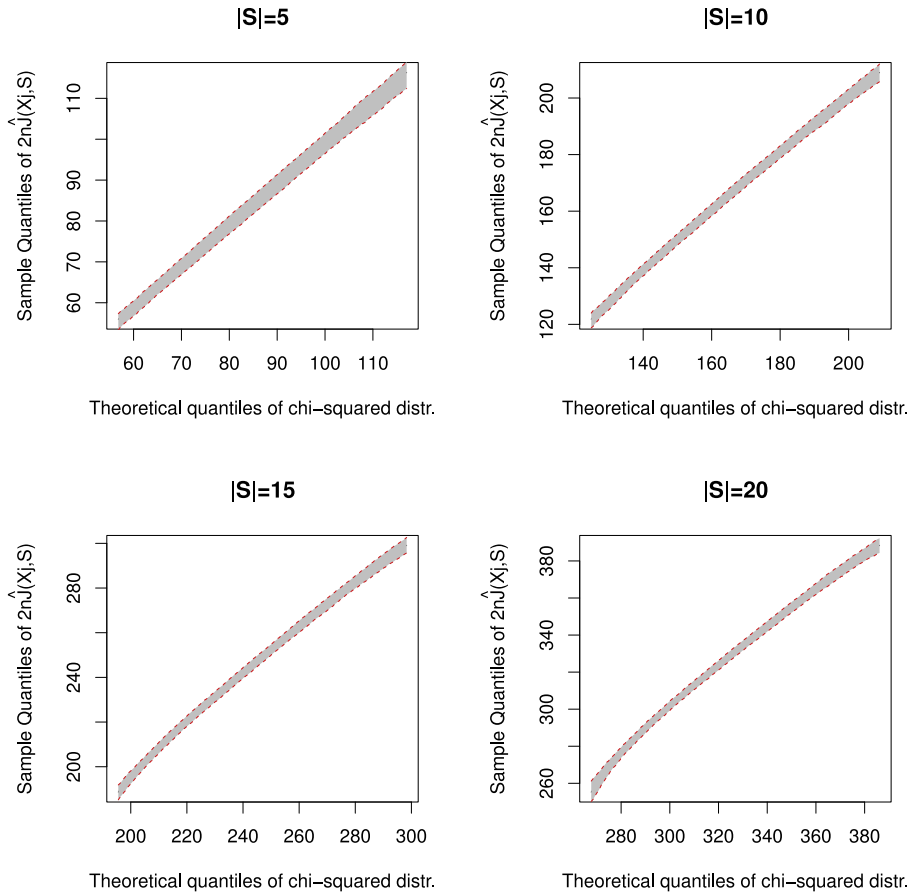 |S|=5
Sample Quantiles of 2nĴ(Xj,S)
110
90
80
70
60
60 70 80 90 100 110
Theoretical quantiles of chi−squared distr.
|S|=10
Sample Quantiles of 2nĴ(Xj,S)
200
180
160
140
120
140 160 180 200
Theoretical quantiles of chi−squared distr.
|S|=15
Sample Quantiles of 2nĴ(Xj,S)
280
240
200
200 220 240 260 280 300
Theoretical quantiles of chi−squared distr.
|S|=20
Sample Quantiles of 2nĴ(Xj,S)
380
340
300
260
280 300 320 340 360 380
Theoretical quantiles of chi−squared distr.